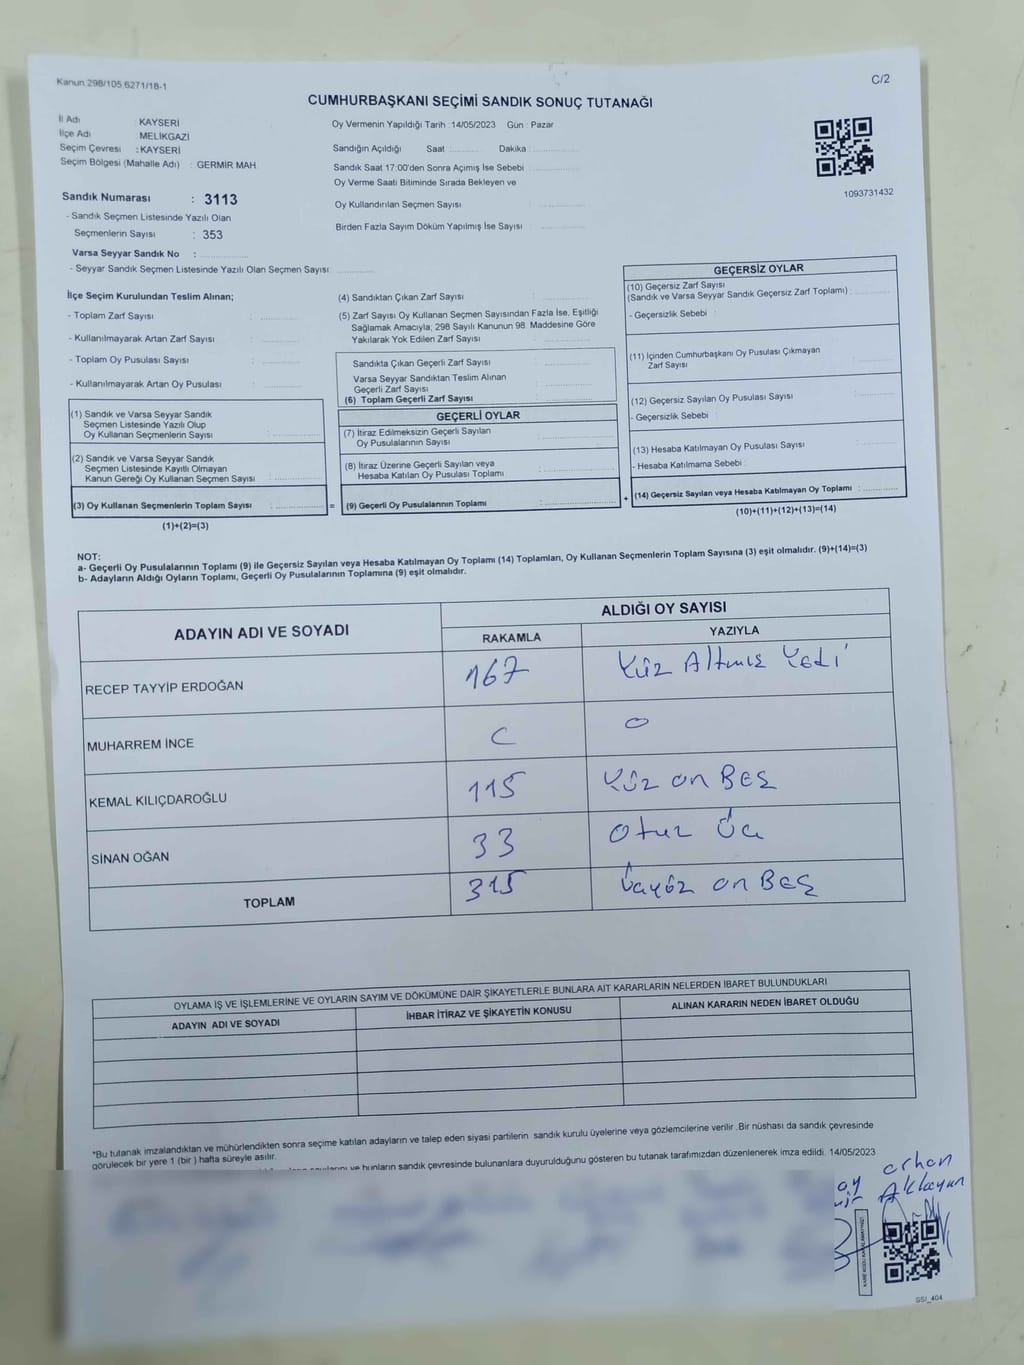 Kanun:298/105,6271/18-1
C/2
CUMHURBAŞKANI SEÇİMİ SANDIK SONUÇ TUTANAĞI
İl Adı : KAYSERİ
İlçe Adı : MELİKGAZİ
Seçim Çevresi : KAYSERİ
Seçim Bölgesi (Mahalle Adı) : GERMİR MAH.
Oy Vermenin Yapıldığı Tarih :14/05/2023 Gün : Pazar
Sandığın Açıldığı Saat : Dakika :
Sandık Saat 17:00'den Sonra Açımış İse Sebebi :
Oy Verme Saati Bitiminde Sırada Bekleyen ve
Oy Kullandırılan Seçmen Sayısı :
Birden Fazla Sayım Döküm Yapılmış İse Sayısı :
1093731432
Sandık Numarası : 3113
- Sandık Seçmen Listesinde Yazılı Olan
Seçmenlerin Sayısı : 353
Varsa Seyyar Sandık No :
- Seyyar Sandık Seçmen Listesinde Yazılı Olan Seçmen Sayısı:
İlçe Seçim Kurulundan Teslim Alınan;
- Toplam Zarf Sayısı :
- Kullanılmayarak Artan Zarf Sayısı :
- Toplam Oy Pusulası Sayısı :
- Kullanılmayarak Artan Oy Pusulası :
(1) Sandık ve Varsa Seyyar Sandık
Seçmen Listesinde Yazılı Olup
Oy Kullanan Seçmenlerin Sayısı :
(2) Sandık ve Varsa Seyyar Sandık
Seçmen Listesinde Kayıtlı Olmayan
Kanun Gereği Oy Kullanan Seçmen Sayısı :
(3) Oy Kullanan Seçmenlerin Toplam Sayısı : =
(1)+(2)=(3)
(4) Sandıktan Çıkan Zarf Sayısı :
(5) Zarf Sayısı Oy Kullanan Seçmen Sayısından Fazla İse, Eşitliği
Sağlamak Amacıyla; 298 Sayılı Kanunun 98. Maddesine Göre
Yakılarak Yok Edilen Zarf Sayısı :
Sandıkta Çıkan Geçerli Zarf Sayısı :
Varsa Seyyar Sandıktan Teslim Alınan
Geçerli Zarf Sayısı :
(6) Toplam Geçerli Zarf Sayısı :
GEÇERLİ OYLAR
(7) İtiraz Edilmeksizin Geçerli Sayılan
Oy Pusulalarının Sayısı :
(8) İtiraz Üzerine Geçerli Sayılan veya
Hesaba Katılan Oy Pusulası Toplamı :
(9) Geçerli Oy Pusulalarının Toplamı : +
GEÇERSİZ OYLAR
(10) Geçersiz Zarf Sayısı
(Sandık ve Varsa Seyyar Sandık Geçersiz Zarf Toplamı) :
- Geçersizlik Sebebi :
(11) İçinden Cumhurbaşkanı Oy Pusulası Çıkmayan
Zarf Sayısı :
(12) Geçersiz Sayılan Oy Pusulası Sayısı :
- Geçersizlik Sebebi :
(13) Hesaba Katılmayan Oy Pusulası Sayısı :
- Hesaba Katılmama Sebebi :
(14) Geçersiz Sayılan veya Hesaba Katılmayan Oy Toplamı :
(10)+(11)+(12)+(13)=(14)
NOT:
a- Geçerli Oy Pusulalarının Toplamı (9) ile Geçersiz Sayılan veya Hesaba Katılmayan Oy Toplamı (14) Toplamları, Oy Kullanan Seçmenlerin Toplam Sayısına (3) eşit olmalıdır. (9)+(14)=(3)
b- Adayların Aldığı Oyların Toplamı, Geçerli Oy Pusulalarının Toplamına (9) eşit olmalıdır.
ADAYIN ADI VE SOYADI
ALDIĞI OY SAYISI
RAKAMLA YAZIYLA
RECEP TAYYİP ERDOĞAN 167 Yüz Altmış Yedi
MUHARREM İNCE 0 0
KEMAL KILIÇDAROĞLU 115 Yüz on Beş
SİNAN OĞAN 33 Otuz Üç
TOPLAM 315 Üçyüz on Beş
OYLAMA İŞ VE İŞLEMLERİNE VE OYLARIN SAYIM VE DÖKÜMÜNE DAİR ŞİKAYETLERLE BUNLARA AİT KARARLARIN NELERDEN İBARET BULUNDUKLARI
ADAYIN ADI VE SOYADI İHBAR İTİRAZ VE ŞİKAYETİN KONUSU ALINAN KARARIN NEDEN İBARET OLDUĞU
*Bu tutanak imzalandıktan ve mühürlendikten sonra seçime katılan adayların ve talep eden siyasi partilerin sandık kurulu üyelerine veya gözlemcilerine verilir .Bir nüshası da sandık çevresinde
görülecek bir yere 1 (bir ) hafta süreyle asılır.
ve bunların sandık çevresinde bulunanlara duyurulduğunu gösteren bu tutanak tarafımızdan düzenlenerek imza edildi. 14/05/2023
orhan
Akkayun
SSI_404